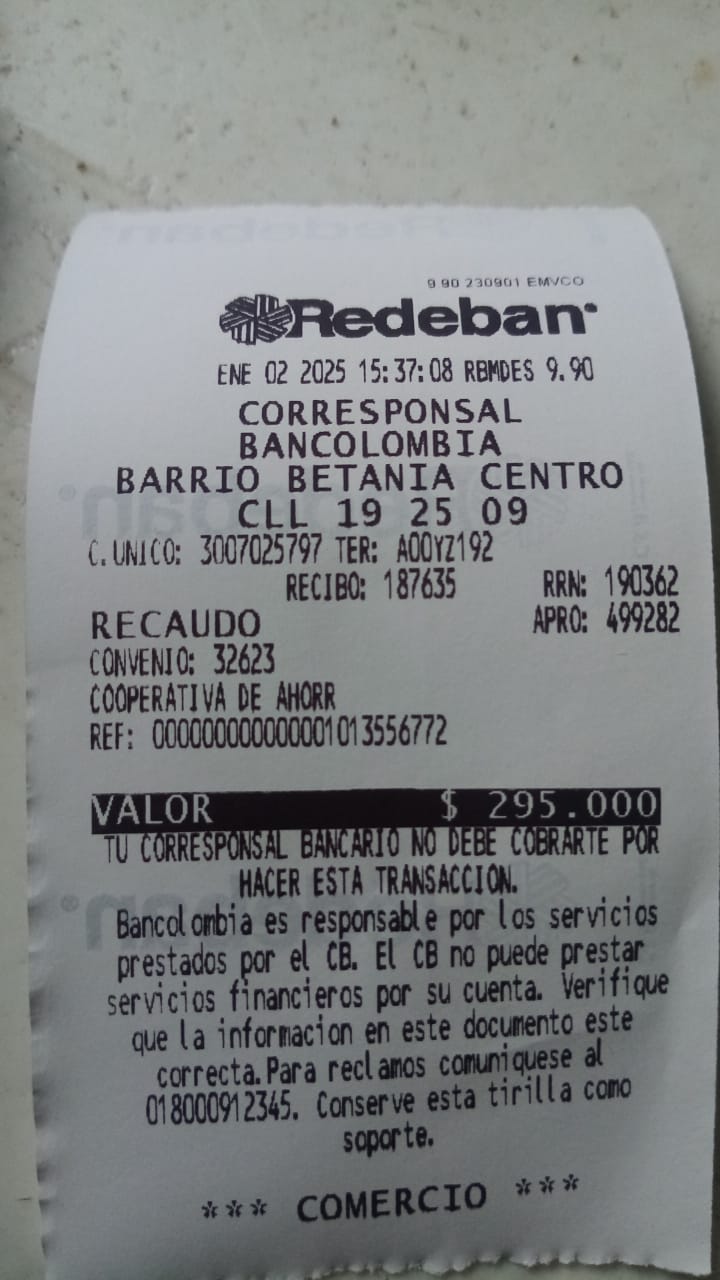 9 90 230901 EMVCO
Redeban
ENE 02 2025 15:37:08 RBMDES 9.90
CORRESPONSAL
BANCOLOMBIA
BARRIO BETANIA CENTRO
CLL 19 25 09
C.UNICO: 3007025797 TER: A00YZ192
RECIBO: 187635 RRN: 190362
RECAUDO APRO: 499282
CONVENIO: 32623
COOPERATIVA DE AHORR
REF: 0000000000000001013556772
VALOR $ 295.000
TU CORRESPONSAL BANCARIO NO DEBE COBRARTE POR
HACER ESTA TRANSACCION.
Bancolombia es responsable por los servicios
prestados por el CB. El CB no puede prestar
servicios financieros por su cuenta. Verifique
que la informacion en este documento este
correcta.Para reclamos comuniquese al
018000912345. Conserve esta tirilla como
soporte.
*** COMERCIO ***